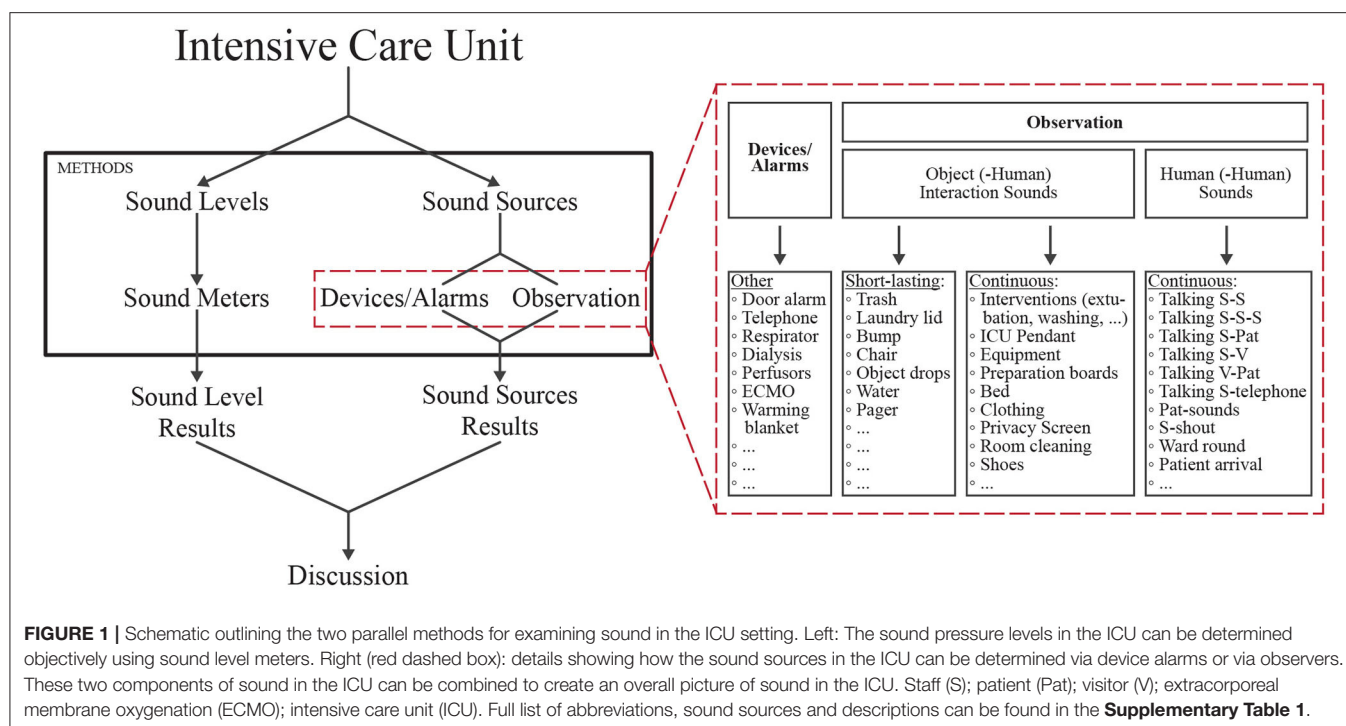 Intensive Care Unit
METHODS
Sound Levels
Sound Sources
Sound Meters
Devices/Alarms
Observation
Sound Level
Results
Sound Sources
Results
Discussion
Devices/
Alarms
Observation
Object (-Human)
Interaction Sounds
Human (-Human)
Sounds
Other
◦ Door alarm
◦ Telephone
◦ Respirator
◦ Dialysis
◦ Perfusors
◦ ECMO
◦ Warming
blanket
◦ ...
◦ ...
◦ ...
Short-lasting:
◦ Trash
◦ Laundry lid
◦ Bump
◦ Chair
◦ Object drops
◦ Water
◦ Pager
◦ ...
◦ ...
◦ ...
◦ ...
Continuous:
◦ Interventions (extu-
bation, washing, ...)
◦ ICU Pendant
◦ Equipment
◦ Preparation boards
◦ Bed
◦ Clothing
◦ Privacy Screen
◦ Room cleaning
◦ Shoes
◦ ...
Continuous:
◦ Talking S-S
◦ Talking S-S-S
◦ Talking S-Pat
◦ Talking S-V
◦ Talking V-Pat
◦ Talking S-telephone
◦ Pat-sounds
◦ S-shout
◦ Ward round
◦ Patient arrival
◦ ...
FIGURE 1 | Schematic outlining the two parallel methods for examining sound in the ICU setting. Left: The sound pressure levels in the ICU can be determined
objectively using sound level meters. Right (red dashed box): details showing how the sound sources in the ICU can be determined via device alarms or via observers.
These two components of sound in the ICU can be combined to create an overall picture of sound in the ICU. Staff (S); patient (Pat); visitor (V); extracorporeal
membrane oxygenation (ECMO); intensive care unit (ICU). Full list of abbreviations, sound sources and descriptions can be found in the Supplementary Table 1.